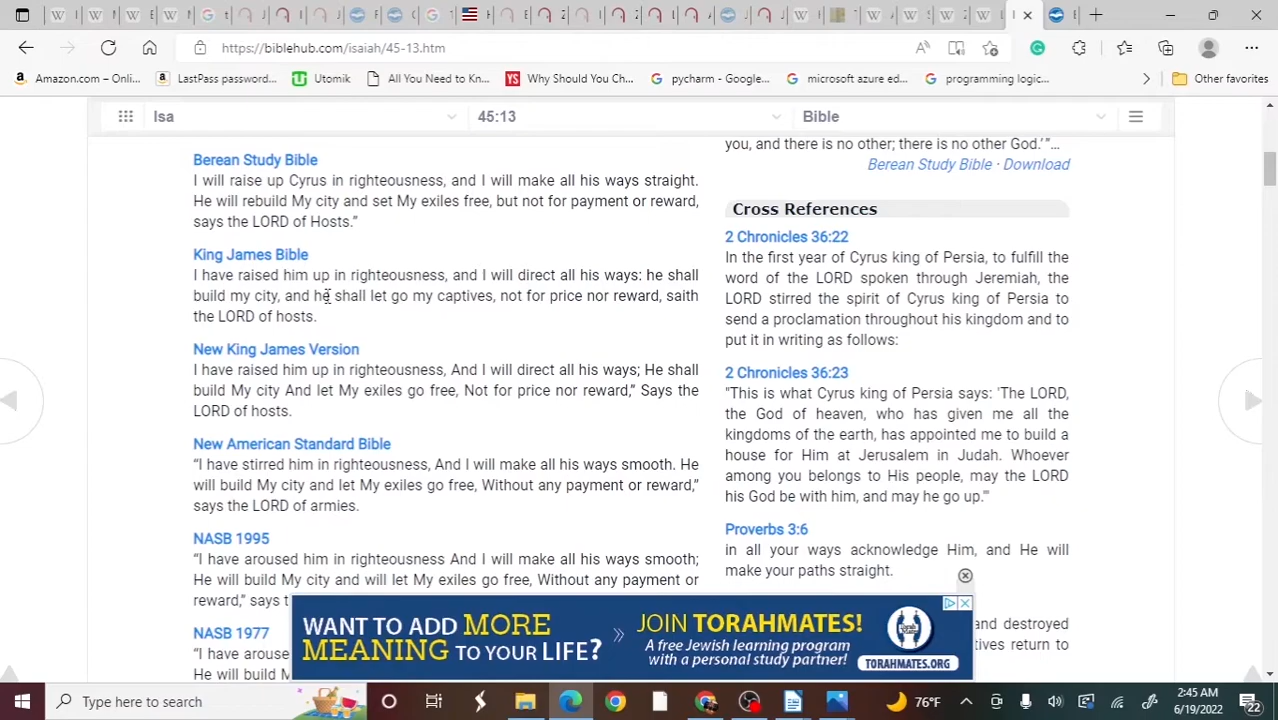 https://biblehub.com/isaiah/45-13.htm
Amazon.com – Onli...
LastPass password...
Utomik
All You Need to Kn...
Why Should You Ch...
pycharm - Google...
microsoft azure ed...
programming logic...
Other favorites
Isa
45:13
Bible
Berean Study Bible
I will raise up Cyrus in righteousness, and I will make all his ways straight.
He will rebuild My city and set My exiles free, but not for payment or reward,
says the LORD of Hosts.”
King James Bible
I have raised him up in righteousness, and I will direct all his ways: he shall
build my city, and he shall let go my captives, not for price nor reward, saith
the LORD of hosts.
New King James Version
I have raised him up in righteousness, And I will direct all his ways; He shall
build My city And let My exiles go free, Not for price nor reward,” Says the
LORD of hosts.
New American Standard Bible
“I have stirred him in righteousness, And I will make all his ways smooth. He
will build My city and let My exiles go free, Without any payment or reward,”
says the LORD of armies.
NASB 1995
“I have aroused him in righteousness And I will make all his ways smooth;
He will build My city and will let My exiles go free, Without any payment or
reward,” says t
NASB 1977
“I have arouse
He will build M
you, and there is no other; there is no other God.’”...
Berean Study Bible · Download
Cross References
2 Chronicles 36:22
In the first year of Cyrus king of Persia, to fulfill the
word of the LORD spoken through Jeremiah, the
LORD stirred the spirit of Cyrus king of Persia to
send a proclamation throughout his kingdom and to
put it in writing as follows:
2 Chronicles 36:23
"This is what Cyrus king of Persia says: 'The LORD,
the God of heaven, who has given me all the
kingdoms of the earth, has appointed me to build a
house for Him at Jerusalem in Judah. Whoever
among you belongs to His people, may the LORD
his God be with him, and may he go up.'"
Proverbs 3:6
in all your ways acknowledge Him, and He will
make your paths straight.
and destroyed
tives return to
WANT TO ADD MORE
MEANING TO YOUR LIFE?
JOIN TORAHMATES!
A free Jewish learning program
with a personal study partner!
TORAHMATES.ORG
Type here to search
76°F
2:45 AM
6/19/2022
22